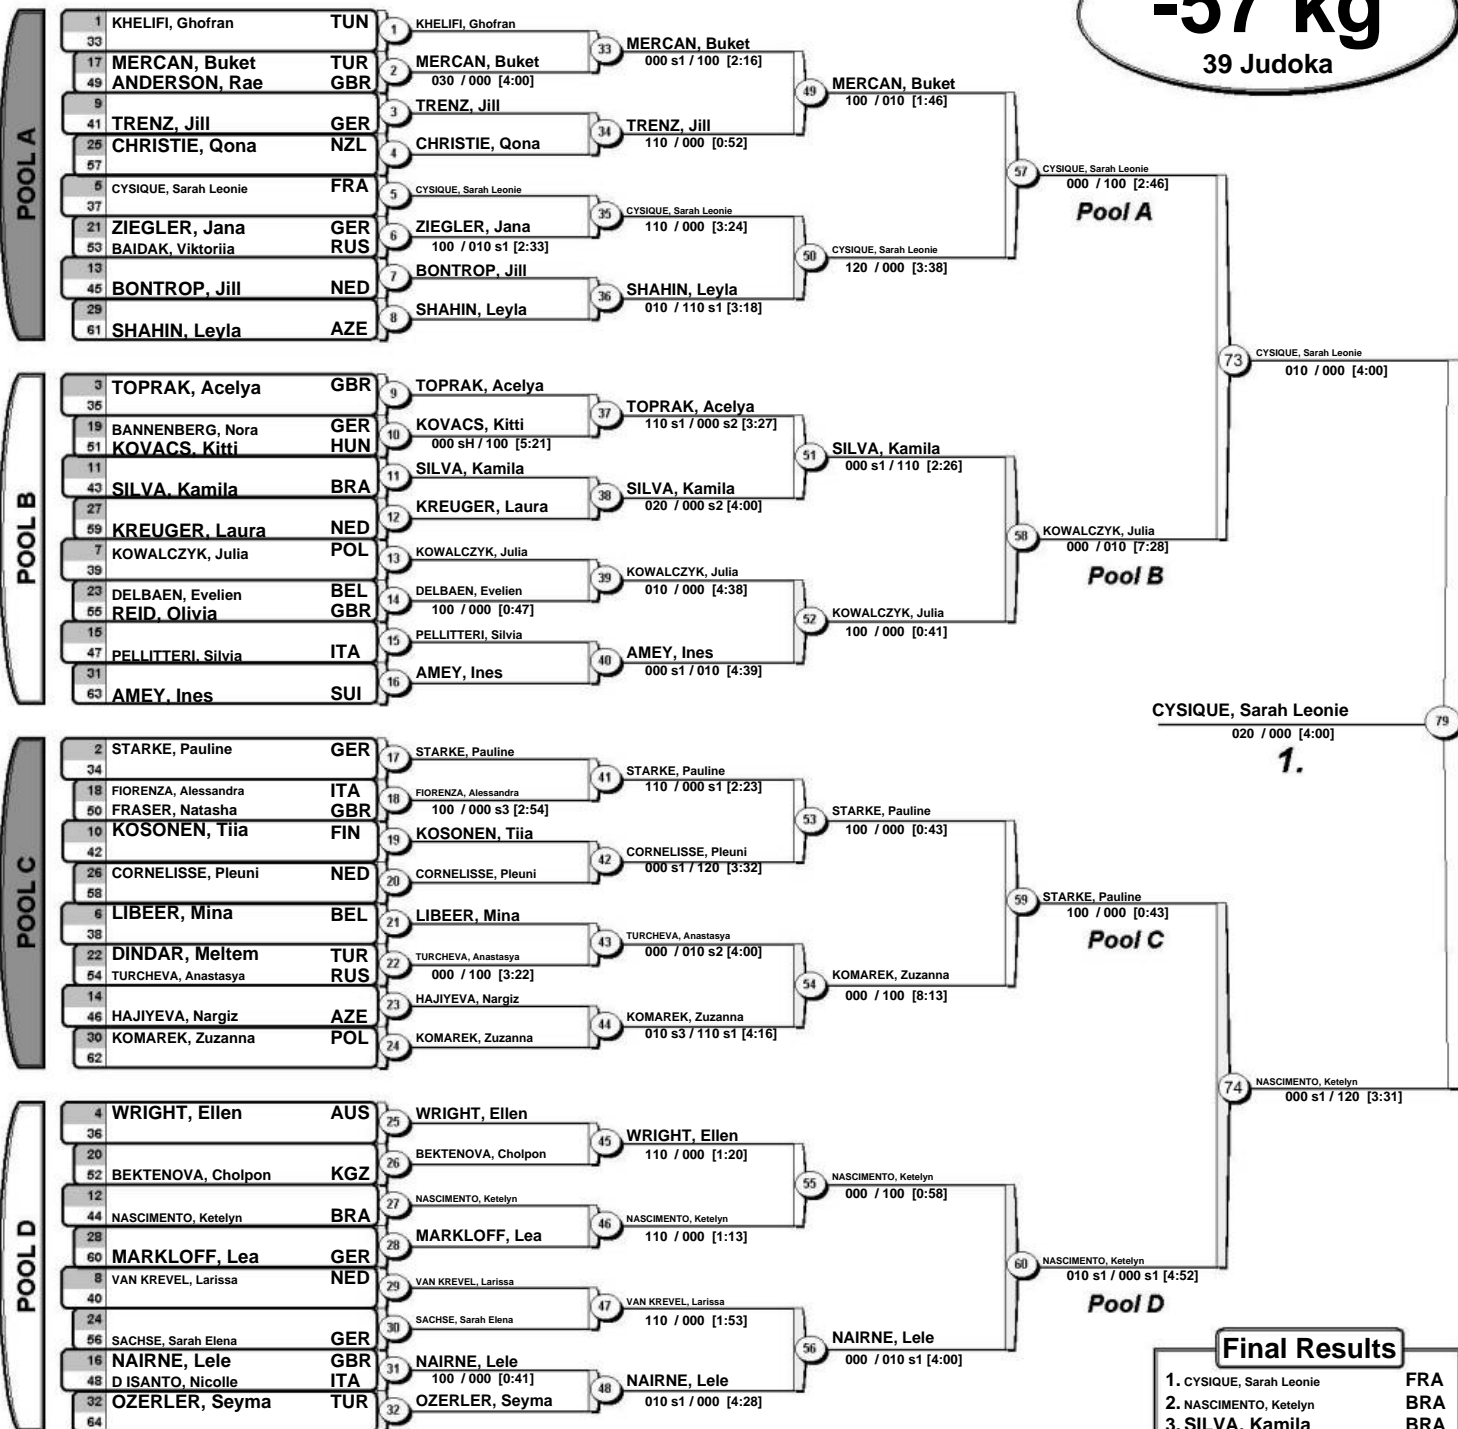 -57 kg
39 Judoka
POOL A
1 KHELIFI, Ghofran TUN
33
17 MERCAN, Buket TUR
49 ANDERSON, Rae GBR
9
41 TRENZ, Jill GER
25 CHRISTIE, Qona NZL
57
5 CYSIQUE, Sarah Leonie FRA
37
21 ZIEGLER, Jana GER
53 BAIDAK, Viktoriia RUS
13
45 BONTROP, Jill NED
29
61 SHAHIN, Leyla AZE
1 KHELIFI, Ghofran
2 MERCAN, Buket
030 / 000 [4:00]
3 TRENZ, Jill
4 CHRISTIE, Qona
5 CYSIQUE, Sarah Leonie
6 ZIEGLER, Jana
100 / 010 s1 [2:33]
7 BONTROP, Jill
8 SHAHIN, Leyla
33 MERCAN, Buket
000 s1 / 100 [2:16]
34 TRENZ, Jill
110 / 000 [0:52]
35 CYSIQUE, Sarah Leonie
110 / 000 [3:24]
36 SHAHIN, Leyla
010 / 110 s1 [3:18]
49 MERCAN, Buket
100 / 010 [1:46]
50 CYSIQUE, Sarah Leonie
120 / 000 [3:38]
57 CYSIQUE, Sarah Leonie
000 / 100 [2:46]
Pool A
POOL B
3 TOPRAK, Acelya GBR
35
19 BANNENBERG, Nora GER
51 KOVACS, Kitti HUN
11
43 SILVA, Kamila BRA
27
59 KREUGER, Laura NED
7 KOWALCZYK, Julia POL
39
23 DELBAEN, Evelien BEL
55 REID, Olivia GBR
15
47 PELLITTERI, Silvia ITA
31
63 AMEY, Ines SUI
9 TOPRAK, Acelya
10 KOVACS, Kitti
000 sH / 100 [5:21]
11 SILVA, Kamila
12 KREUGER, Laura
13 KOWALCZYK, Julia
14 DELBAEN, Evelien
100 / 000 [0:47]
15 PELLITTERI, Silvia
16 AMEY, Ines
37 TOPRAK, Acelya
110 s1 / 000 s2 [3:27]
38 SILVA, Kamila
020 / 000 s2 [4:00]
39 KOWALCZYK, Julia
010 / 000 [4:38]
40 AMEY, Ines
000 s1 / 010 [4:39]
51 SILVA, Kamila
000 s1 / 110 [2:26]
52 KOWALCZYK, Julia
100 / 000 [0:41]
58 KOWALCZYK, Julia
000 / 010 [7:28]
Pool B
73 CYSIQUE, Sarah Leonie
010 / 000 [4:00]
CYSIQUE, Sarah Leonie 79
020 / 000 [4:00]
1.
POOL C
2 STARKE, Pauline GER
34
18 FIORENZA, Alessandra ITA
50 FRASER, Natasha GBR
10 KOSONEN, Tiia FIN
42
26 CORNELISSE, Pleuni NED
58
6 LIBEER, Mina BEL
38
22 DINDAR, Meltem TUR
54 TURCHEVA, Anastasya RUS
14
46 HAJIYEVA, Nargiz AZE
30 KOMAREK, Zuzanna POL
62
17 STARKE, Pauline
18 FIORENZA, Alessandra
100 / 000 s3 [2:54]
19 KOSONEN, Tiia
20 CORNELISSE, Pleuni
21 LIBEER, Mina
22 TURCHEVA, Anastasya
000 / 100 [3:22]
23 HAJIYEVA, Nargiz
24 KOMAREK, Zuzanna
41 STARKE, Pauline
110 / 000 s1 [2:23]
42 CORNELISSE, Pleuni
000 s1 / 120 [3:32]
43 TURCHEVA, Anastasya
000 / 010 s2 [4:00]
44 KOMAREK, Zuzanna
010 s3 / 110 s1 [4:16]
53 STARKE, Pauline
100 / 000 [0:43]
54 KOMAREK, Zuzanna
000 / 100 [8:13]
59 STARKE, Pauline
100 / 000 [0:43]
Pool C
74 NASCIMENTO, Ketelyn
000 s1 / 120 [3:31]
POOL D
4 WRIGHT, Ellen AUS
36
20
52 BEKTENOVA, Cholpon KGZ
12
44 NASCIMENTO, Ketelyn BRA
28
60 MARKLOFF, Lea GER
8 VAN KREVEL, Larissa NED
40
24
56 SACHSE, Sarah Elena GER
16 NAIRNE, Lele GBR
48 D ISANTO, Nicolle ITA
32 OZERLER, Seyma TUR
64
25 WRIGHT, Ellen
26 BEKTENOVA, Cholpon
27 NASCIMENTO, Ketelyn
28 MARKLOFF, Lea
29 VAN KREVEL, Larissa
30 SACHSE, Sarah Elena
31 NAIRNE, Lele
100 / 000 [0:41]
32 OZERLER, Seyma
45 WRIGHT, Ellen
110 / 000 [1:20]
46 NASCIMENTO, Ketelyn
110 / 000 [1:13]
47 VAN KREVEL, Larissa
110 / 000 [1:53]
48 NAIRNE, Lele
010 s1 / 000 [4:28]
55 NASCIMENTO, Ketelyn
000 / 100 [0:58]
56 NAIRNE, Lele
000 / 010 s1 [4:00]
60 NASCIMENTO, Ketelyn
010 s1 / 000 s1 [4:52]
Pool D
Final Results
1. CYSIQUE, Sarah Leonie FRA
2. NASCIMENTO, Ketelyn BRA
3. SILVA, Kamila BRA